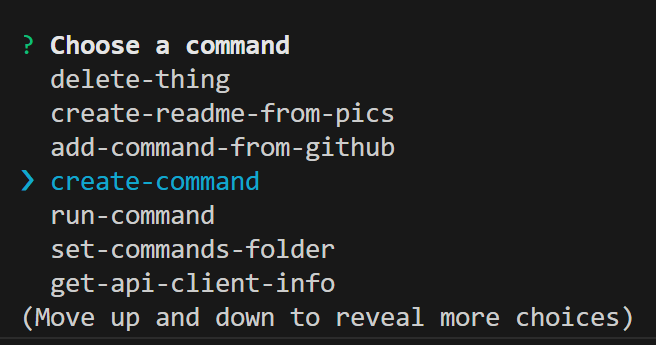 ? Choose a command
delete-thing
create-readme-from-pics
add-command-from-github
❯ create-command
run-command
set-commands-folder
get-api-client-info
(Move up and down to reveal more choices)